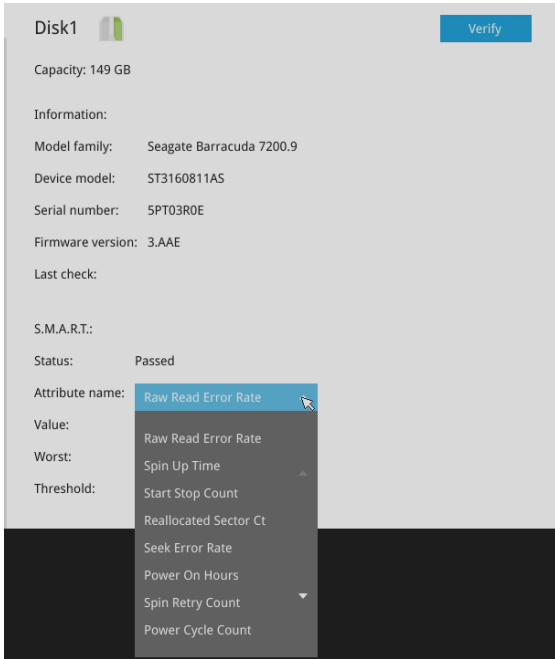 Disk1
Verify
Capacity: 149 GB
Information:
Model family: Seagate Barracuda 7200.9
Device model: ST3160811AS
Serial number: 5PT03R0E
Firmware version: 3.AAE
Last check:
S.M.A.R.T.:
Status: Passed
Attribute name: Raw Read Error Rate
Value:
Worst:
Threshold:
Raw Read Error Rate
Spin Up Time
Start Stop Count
Reallocated Sector Ct
Seek Error Rate
Power On Hours
Spin Retry Count
Power Cycle Count